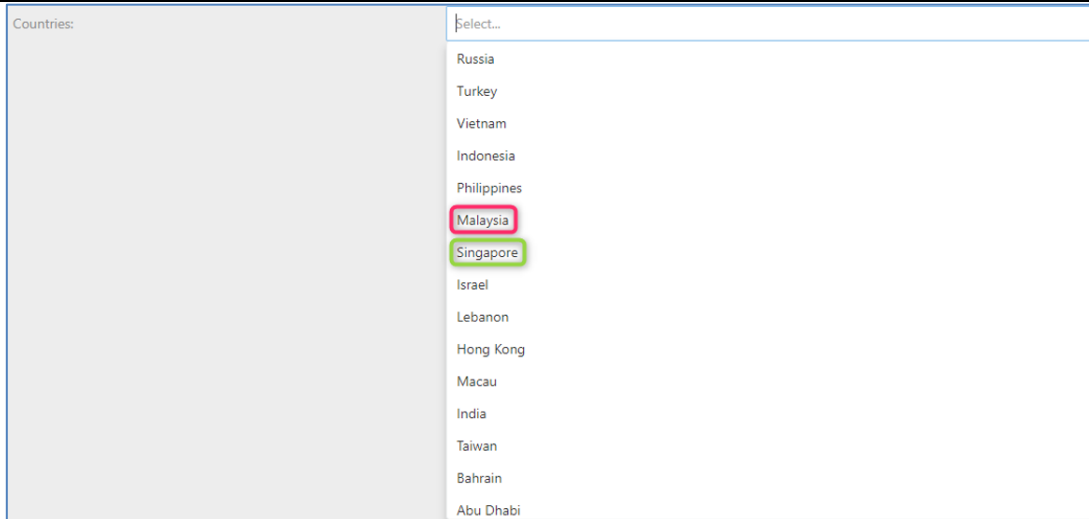 Countries:
Select...
Russia
Turkey
Vietnam
Indonesia
Philippines
Malaysia
Singapore
Israel
Lebanon
Hong Kong
Macau
India
Taiwan
Bahrain
Abu Dhabi